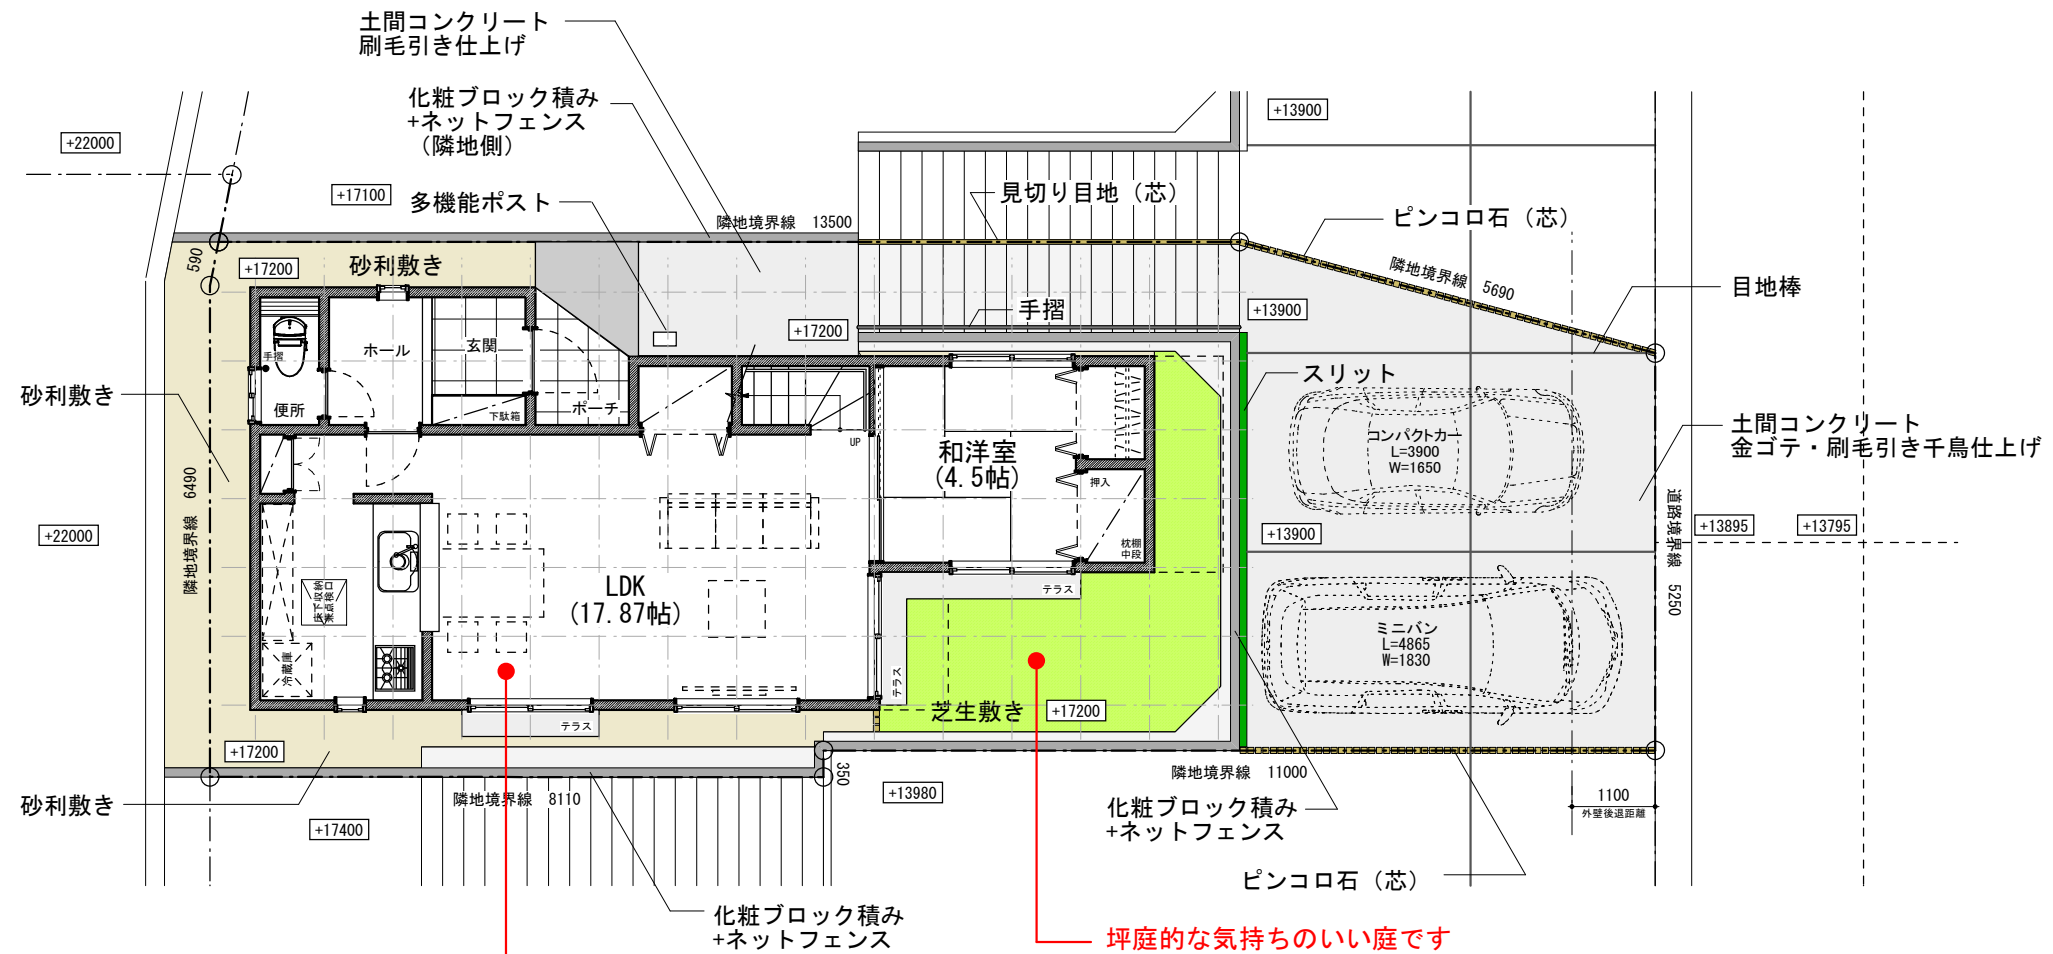 土間コンクリート
刷毛引き仕上げ
化粧ブロック積み
+ネットフェンス
（隣地側）
多機能ポスト
+22000
+17100
隣地境界線　13500
見切り目地（芯）
+13900
ピンコロ石（芯）
隣地境界線　5690
目地棒
590
+17200
砂利敷き
+17200
手摺
+13900
スリット
ホール
玄関
手摺
便所
下駄箱
ポーチ
UP
砂利敷き
和洋室
(4.5帖)
押入
枕棚
中段
コンパクトカー
L=3900
W=1650
土間コンクリート
金ゴテ・刷毛引き千鳥仕上げ
+22000
隣地境界線　6490
+13900
道路境界線　5250
+13895
+13795
LDK
(17.87帖)
床下収納
兼点検口
冷蔵庫
テラス
テラス
テラス
ミニバン
L=4865
W=1830
芝生敷き
+17200
+17200
350
砂利敷き
隣地境界線　8110
+17400
+13980
隣地境界線　11000
化粧ブロック積み
+ネットフェンス
1100
外壁後退距離
ピンコロ石（芯）
化粧ブロック積み
+ネットフェンス
坪庭的な気持ちのいい庭です